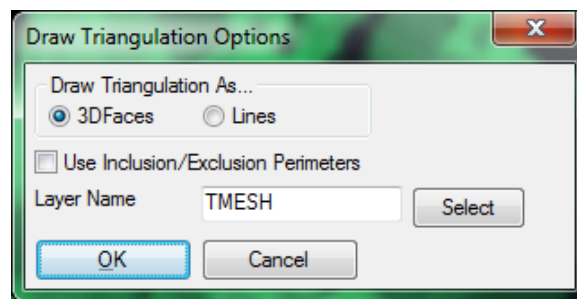 Draw Triangulation Options
Draw Triangulation As...
3DFaces Lines
Use Inclusion/Exclusion Perimeters
Layer Name TMESH Select
OK Cancel